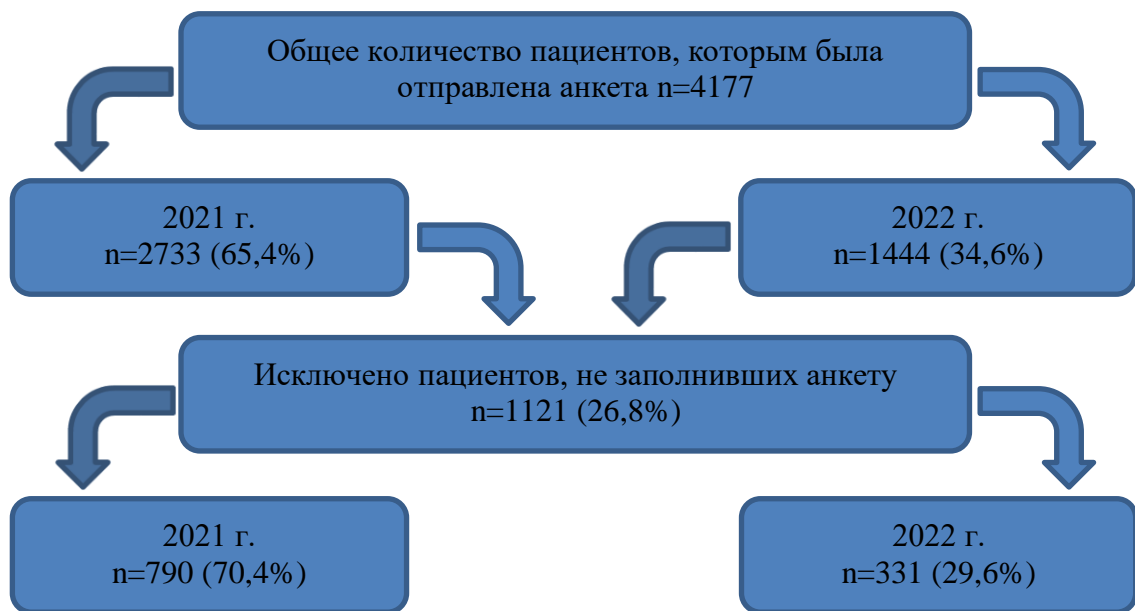 Общее количество пациентов, которым была
отправлена анкета n=4177
2021 г.
n=2733 (65,4%)
2022 г.
n=1444 (34,6%)
Исключено пациентов, не заполнивших анкету
n=1121 (26,8%)
2021 г.
n=790 (70,4%)
2022 г.
n=331 (29,6%)